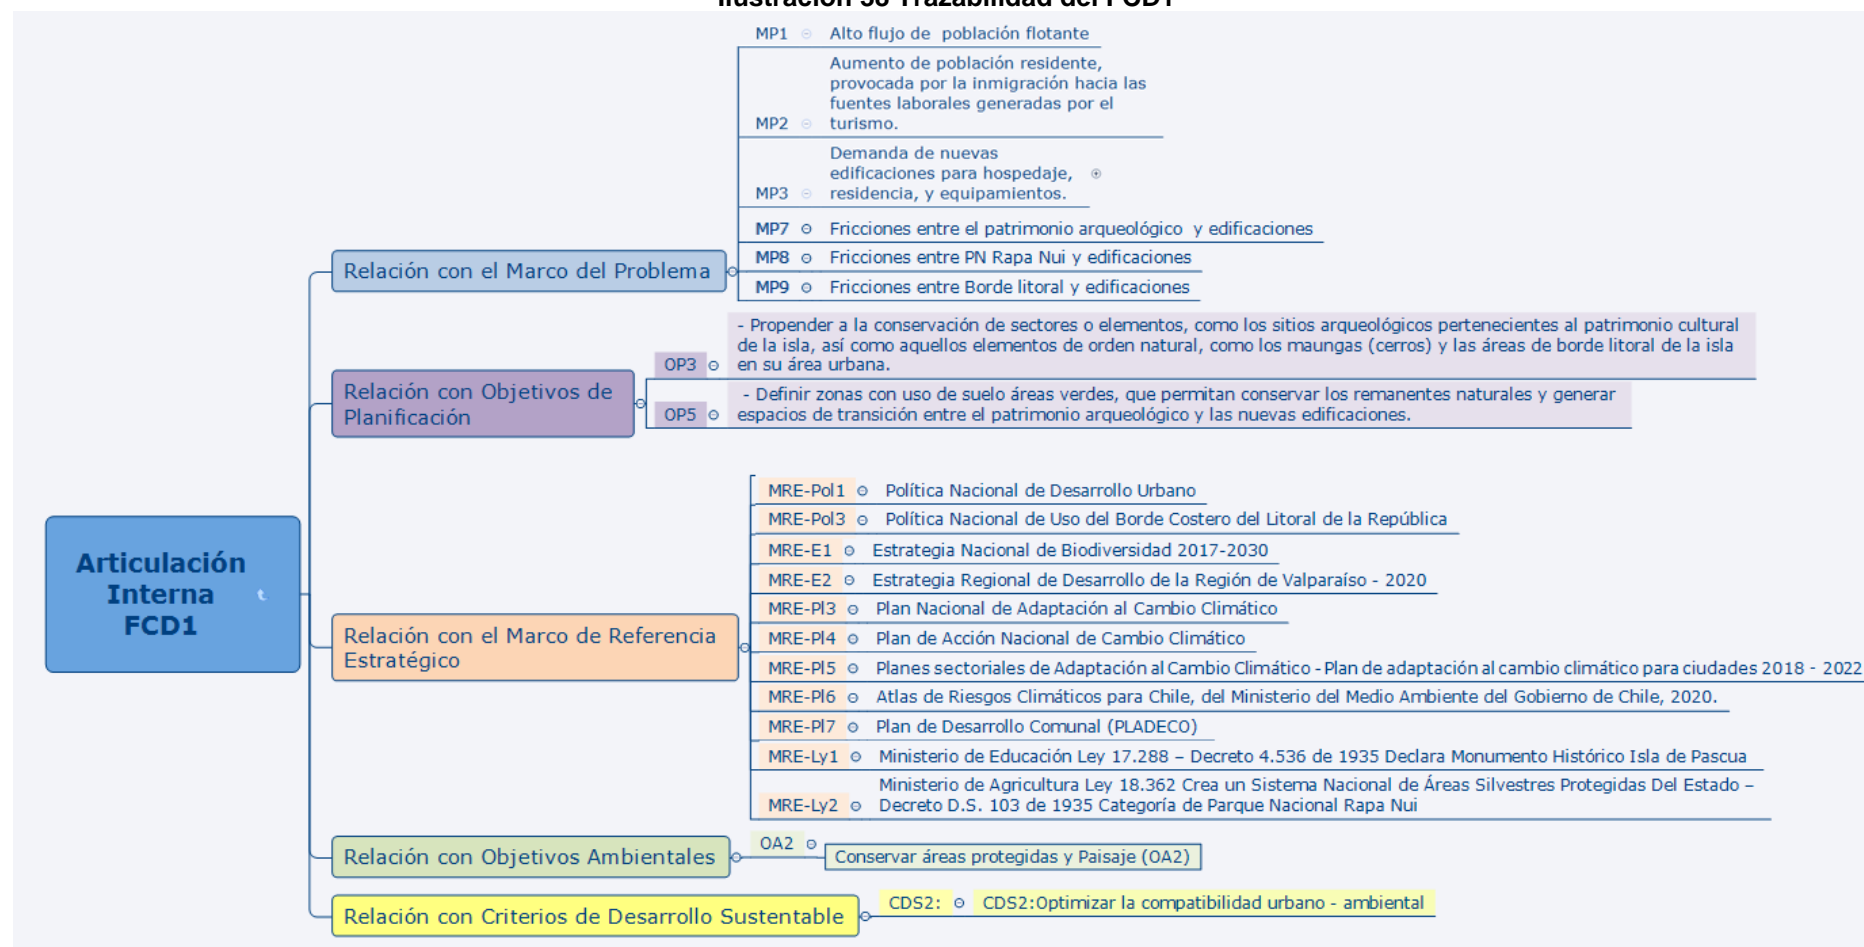 Ilustración 38 Trazabilidad del FCD1
MP1 Alto flujo de población flotante
Aumento de población residente,
provocada por la inmigración hacia las
fuentes laborales generadas por el
MP2 turismo.
Demanda de nuevas
edificaciones para hospedaje,
MP3 residencia, y equipamientos.
MP7 Fricciones entre el patrimonio arqueológico y edificaciones
Relación con el Marco del Problema
MP8 Fricciones entre PN Rapa Nui y edificaciones
MP9 Fricciones entre Borde litoral y edificaciones
- Propender a la conservación de sectores o elementos, como los sitios arqueológicos pertenecientes al patrimonio cultural
de la isla, así como aquellos elementos de orden natural, como los maungas (cerros) y las áreas de borde litoral de la isla
OP3 en su área urbana.
Relación con Objetivos de
Planificación
- Definir zonas con uso de suelo áreas verdes, que permitan conservar los remanentes naturales y generar
OP5 espacios de transición entre el patrimonio arqueológico y las nuevas edificaciones.
Articulación
Interna
FCD1
Relación con el Marco de Referencia
Estratégico
MRE-Pol1 Política Nacional de Desarrollo Urbano
MRE-Pol3 Política Nacional de Uso del Borde Costero del Litoral de la República
MRE-E1 Estrategia Nacional de Biodiversidad 2017-2030
MRE-E2 Estrategia Regional de Desarrollo de la Región de Valparaíso - 2020
MRE-Pl3 Plan Nacional de Adaptación al Cambio Climático
MRE-Pl4 Plan de Acción Nacional de Cambio Climático
MRE-Pl5 Planes sectoriales de Adaptación al Cambio Climático - Plan de adaptación al cambio climático para ciudades 2018 - 2022
MRE-Pl6 Atlas de Riesgos Climáticos para Chile, del Ministerio del Medio Ambiente del Gobierno de Chile, 2020.
MRE-Pl7 Plan de Desarrollo Comunal (PLADECO)
MRE-Ly1 Ministerio de Educación Ley 17.288 – Decreto 4.536 de 1935 Declara Monumento Histórico Isla de Pascua
Ministerio de Agricultura Ley 18.362 Crea un Sistema Nacional de Áreas Silvestres Protegidas Del Estado –
MRE-Ly2 Decreto D.S. 103 de 1935 Categoría de Parque Nacional Rapa Nui
Relación con Objetivos Ambientales
OA2
Conservar áreas protegidas y Paisaje (OA2)
Relación con Criterios de Desarrollo Sustentable
CDS2: CDS2:Optimizar la compatibilidad urbano - ambiental